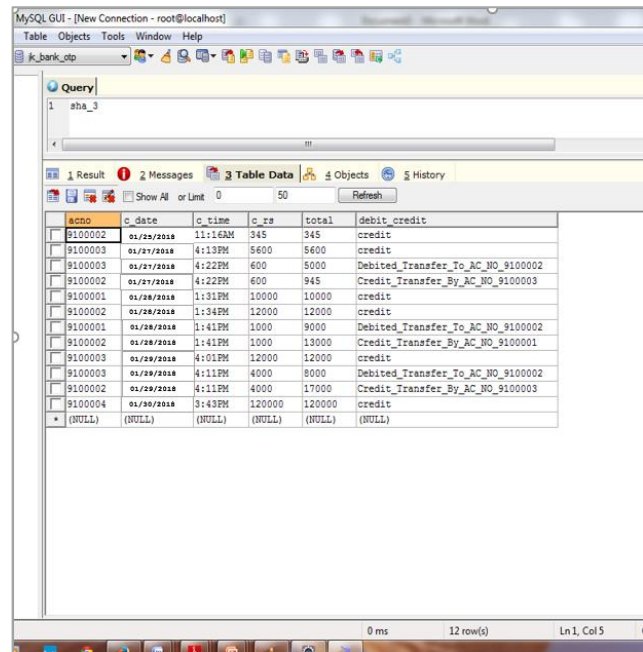 MySQL GUI - [New Connection - root@localhost]
Table Objects Tools Window Help
jk_bank_otp
Query
1 sha_3
1 Result 2 Messages 3 Table Data 4 Objects 5 History
Show All or Limit 0 50 Refresh
acno c_date c_time c_rs total debit_credit
9100002 01/25/2018 11:16AM 345 345 credit
9100003 01/27/2018 4:13PM 5600 5600 credit
9100003 01/27/2018 4:22PM 600 5000 Debited_Transfer_To_AC_NO_9100002
9100002 01/27/2018 4:22PM 600 945 Credit_Transfer_By_AC_NO_9100003
9100001 01/28/2018 1:31PM 10000 10000 credit
9100002 01/28/2018 1:34PM 12000 12000 credit
9100001 01/28/2018 1:41PM 1000 9000 Debited_Transfer_To_AC_NO_9100002
9100002 01/28/2018 1:41PM 1000 13000 Credit_Transfer_By_AC_NO_9100001
9100003 01/29/2018 4:01PM 12000 12000 credit
9100003 01/29/2018 4:11PM 4000 8000 Debited_Transfer_To_AC_NO_9100002
9100002 01/29/2018 4:11PM 4000 17000 Credit_Transfer_By_AC_NO_9100003
9100004 01/30/2018 3:43PM 120000 120000 credit
* (NULL) (NULL) (NULL) (NULL) (NULL) (NULL)
0 ms 12 row(s) Ln 1, Col 5